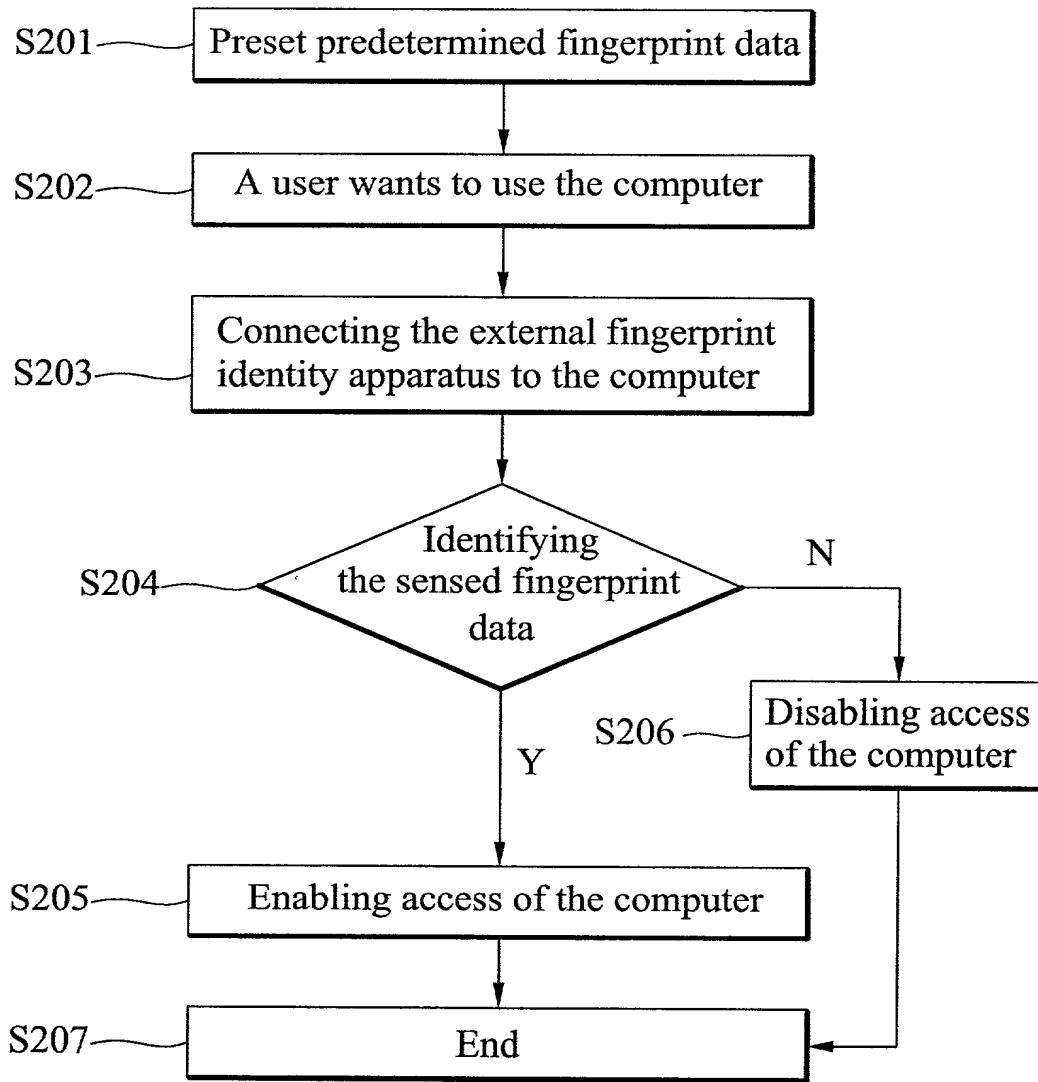 S201
Preset predetermined fingerprint data
S202
A user wants to use the computer
S203
Connecting the external fingerprint
identity apparatus to the computer
S204
Identifying
the sensed fingerprint
data
N
S206
Disabling access
of the computer
Y
S205
Enabling access of the computer
S207
End